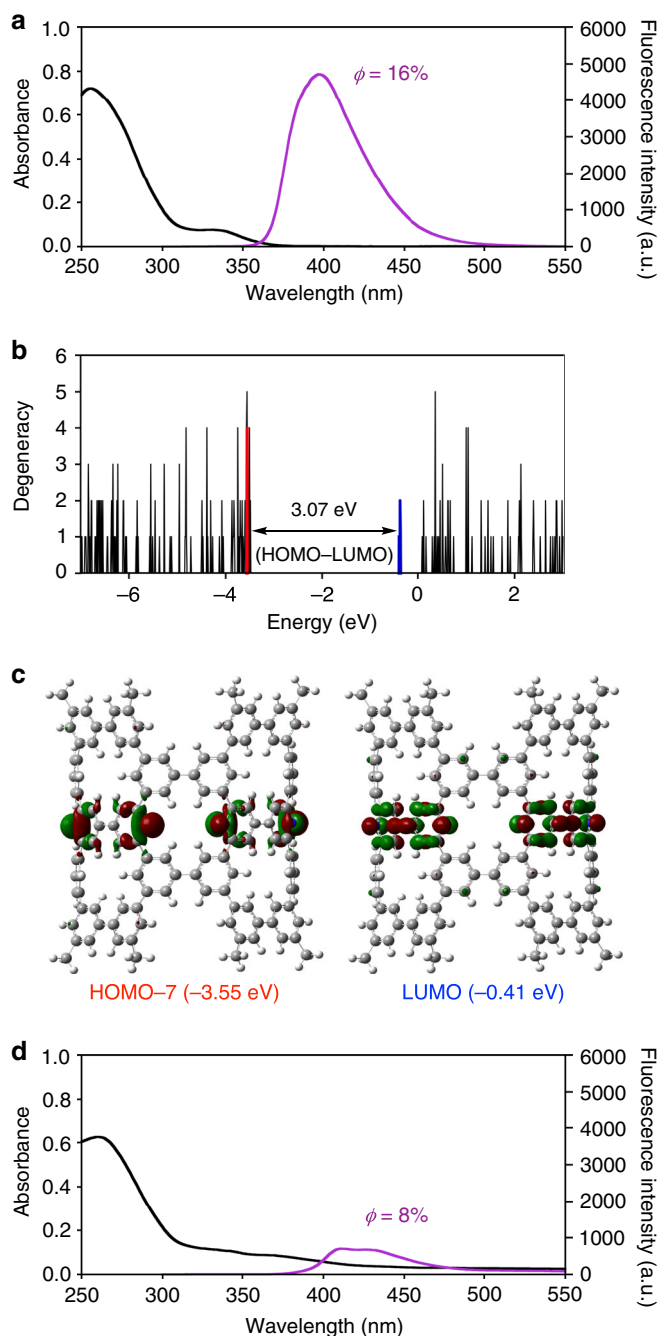 a
1.0
0.8
0.6
0.4
0.2
0.0
Absorbance
6000
5000
4000
3000
2000
1000
0
Fluorescence intensity (a.u.)
ϕ = 16%
250 300 350 400 450 500 550
Wavelength (nm)
b
6
5
4
3
2
1
0
Degeneracy
3.07 eV
(HOMO–LUMO)
−6 −4 −2 0 2
Energy (eV)
c
HOMO–7 (−3.55 eV) LUMO (−0.41 eV)
d
1.0
0.8
0.6
0.4
0.2
0.0
Absorbance
6000
5000
4000
3000
2000
1000
0
Fluorescence intensity (a.u.)
ϕ = 8%
250 300 350 400 450 500 550
Wavelength (nm)